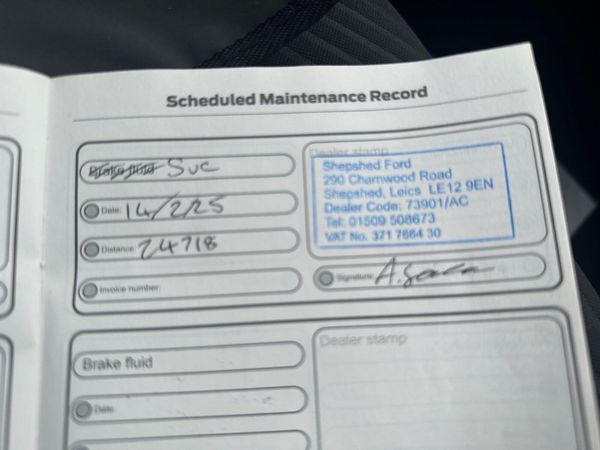 Scheduled Maintenance Record
Brake fluid Svc
Date: 14/2/25
Distance: 24718
Invoice number:
Dealer stamp
Shepshed Ford
290 Charnwood Road
Shepshed, Leics LE12 9EN
Dealer Code: 73901/AC
Tel: 01509 508673
VAT No. 371 7664 30
Signature:
Brake fluid
Date:
Dealer stamp